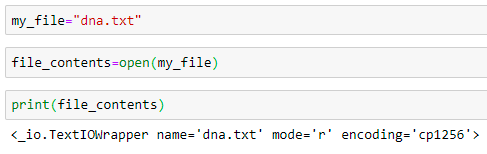 my_file="dna.txt"
file_contents=open(my_file)
print(file_contents)
<_io.TextIOWrapper name='dna.txt' mode='r' encoding='cp1256'>